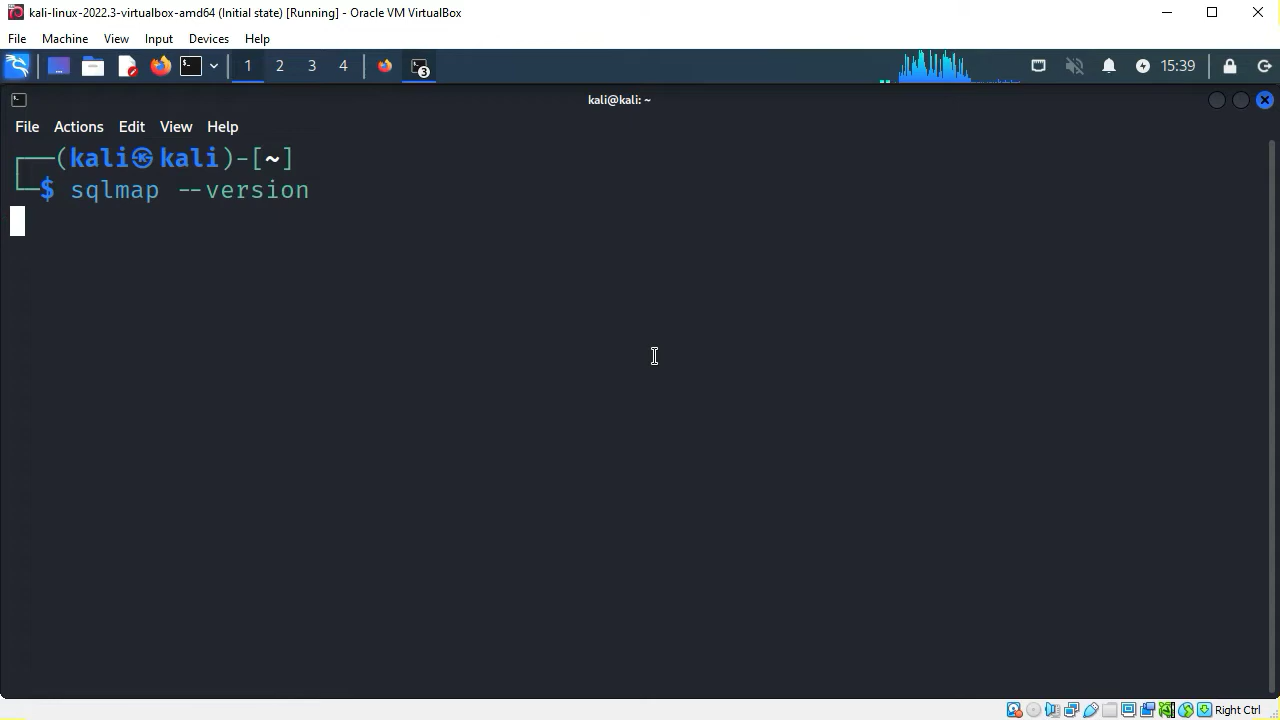 kali-linux-2022.3-virtualbox-amd64 (Initial state) [Running] - Oracle VM VirtualBox
File Machine View Input Devices Help
1 2 3 4 3 15:39
kali@kali: ~
File Actions Edit View Help
┌──(kali㉿kali)-[~]
└─$ sqlmap --version
Right Ctrl